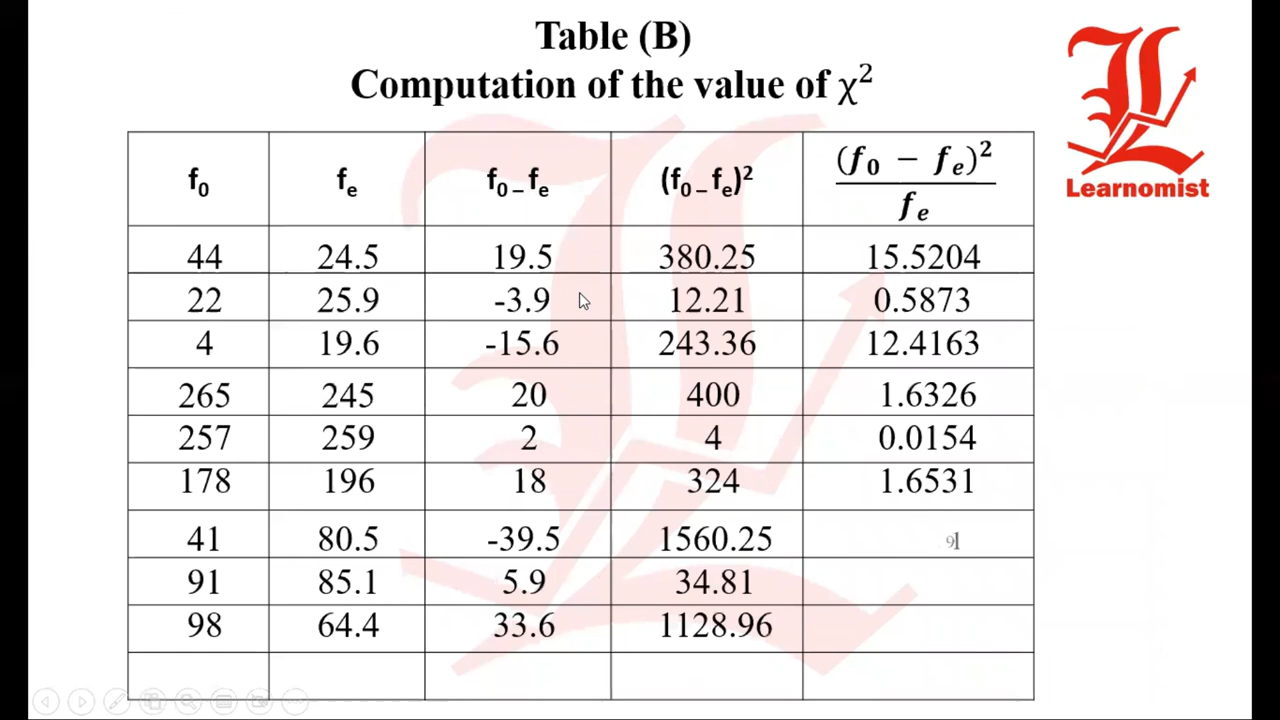 Table (B)
Computation of the value of χ²
Learnomist
f₀ fₑ f₀ – fₑ (f₀ – fₑ)² (f₀ − fₑ)² / fₑ
44 24.5 19.5 380.25 15.5204
22 25.9 -3.9 12.21 0.5873
4 19.6 -15.6 243.36 12.4163
265 245 20 400 1.6326
257 259 2 4 0.0154
178 196 18 324 1.6531
41 80.5 -39.5 1560.25
91 85.1 5.9 34.81
98 64.4 33.6 1128.96